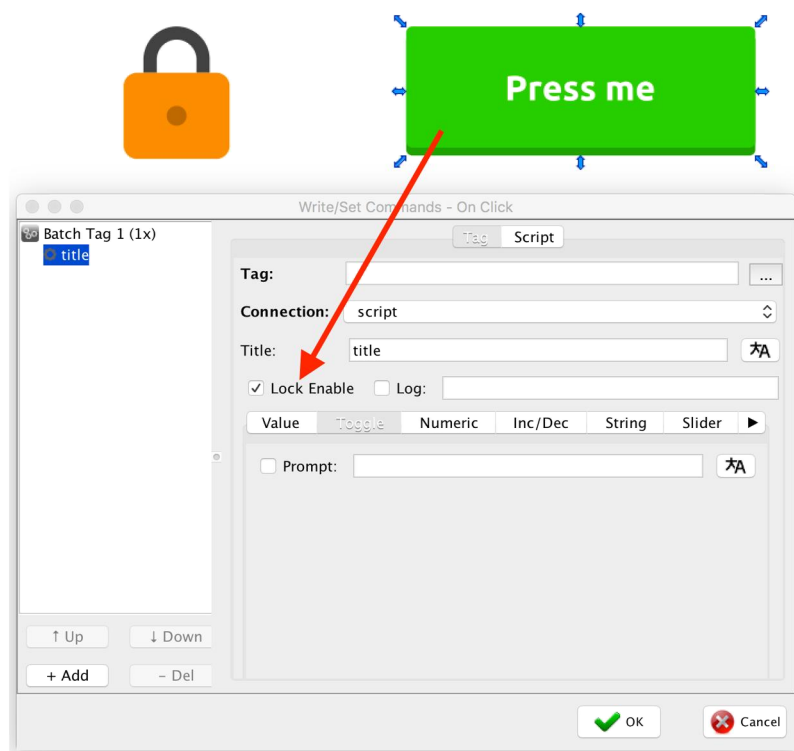 Press me
Write/Set Commands - On Click
Batch Tag 1 (1x)
title
Tag Script
Tag:
...
Connection: script
Title: title
Lock Enable Log:
Value Toggle Numeric Inc/Dec String Slider
Prompt:
↑ Up ↓ Down
+ Add - Del
OK Cancel